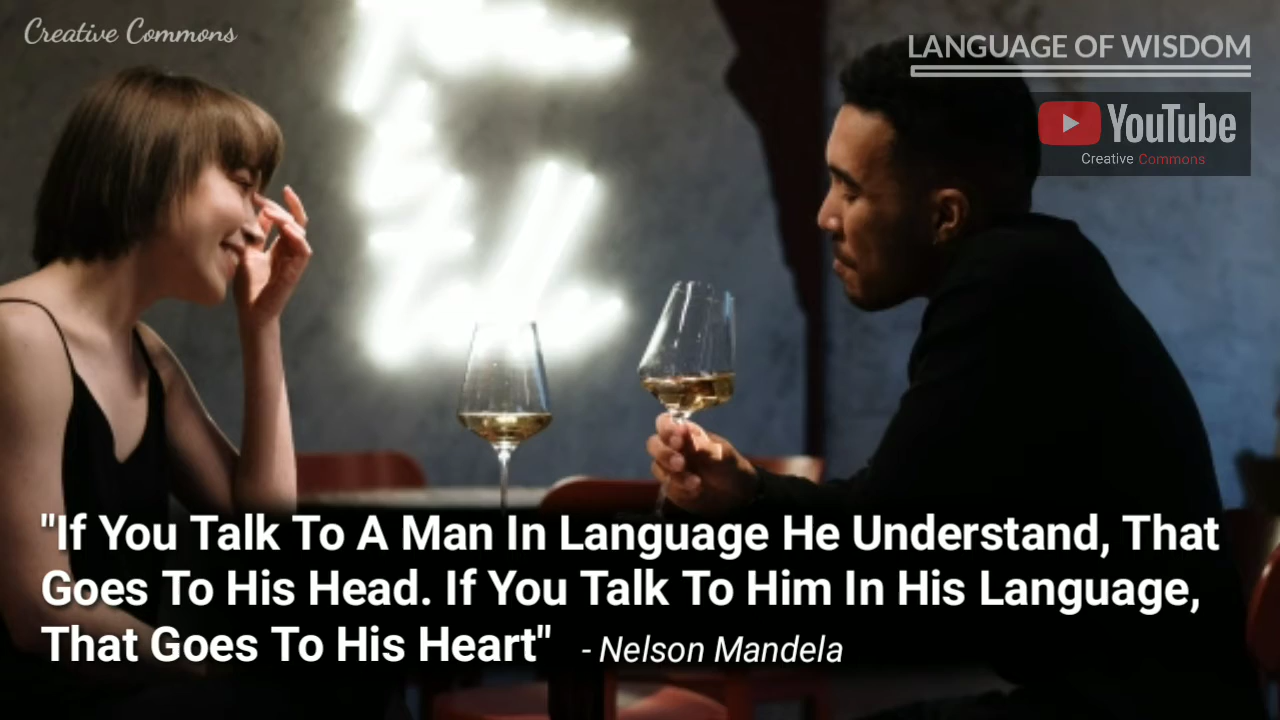 Creative Commons
LANGUAGE OF WISDOM
YouTube
Creative Commons
"If You Talk To A Man In Language He Understand, That
Goes To His Head. If You Talk To Him In His Language,
That Goes To His Heart" - Nelson Mandela